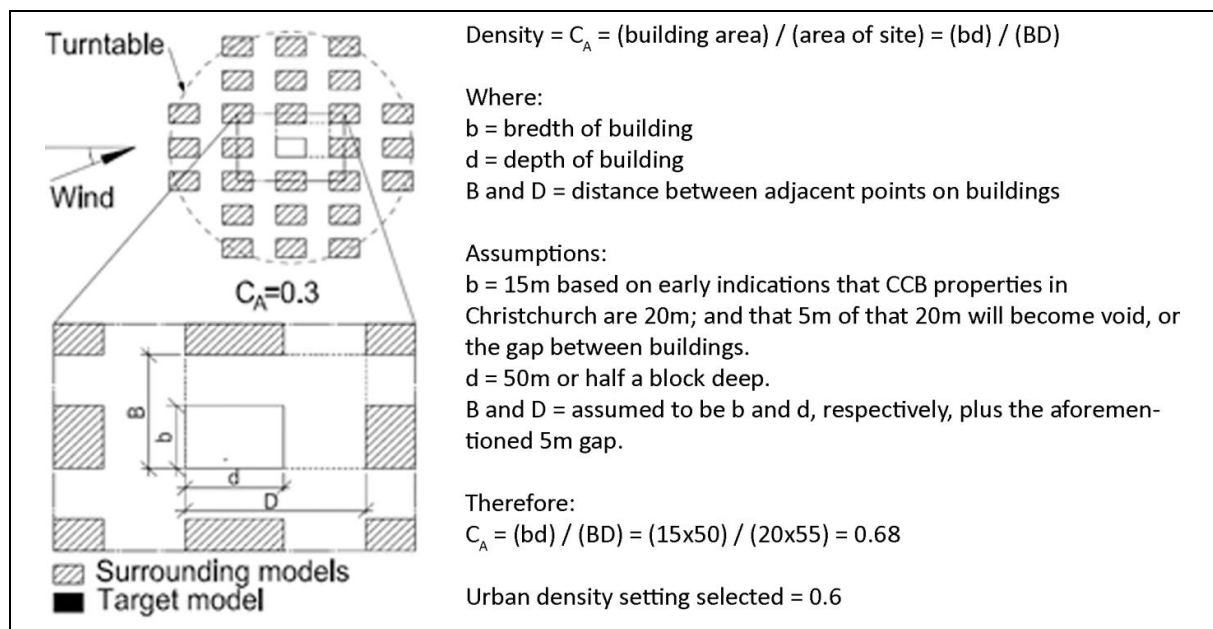 Turntable
Wind
C_A=0.3
B
b
d
D
Surrounding models
Target model
Density = C_A = (building area) / (area of site) = (bd) / (BD)
Where:
b = bredth of building
d = depth of building
B and D = distance between adjacent points on buildings
Assumptions:
b = 15m based on early indications that CCB properties in
Christchurch are 20m; and that 5m of that 20m will become void, or
the gap between buildings.
d = 50m or half a block deep.
B and D = assumed to be b and d, respectively, plus the aforemen-
tioned 5m gap.
Therefore:
C_A = (bd) / (BD) = (15x50) / (20x55) = 0.68
Urban density setting selected = 0.6